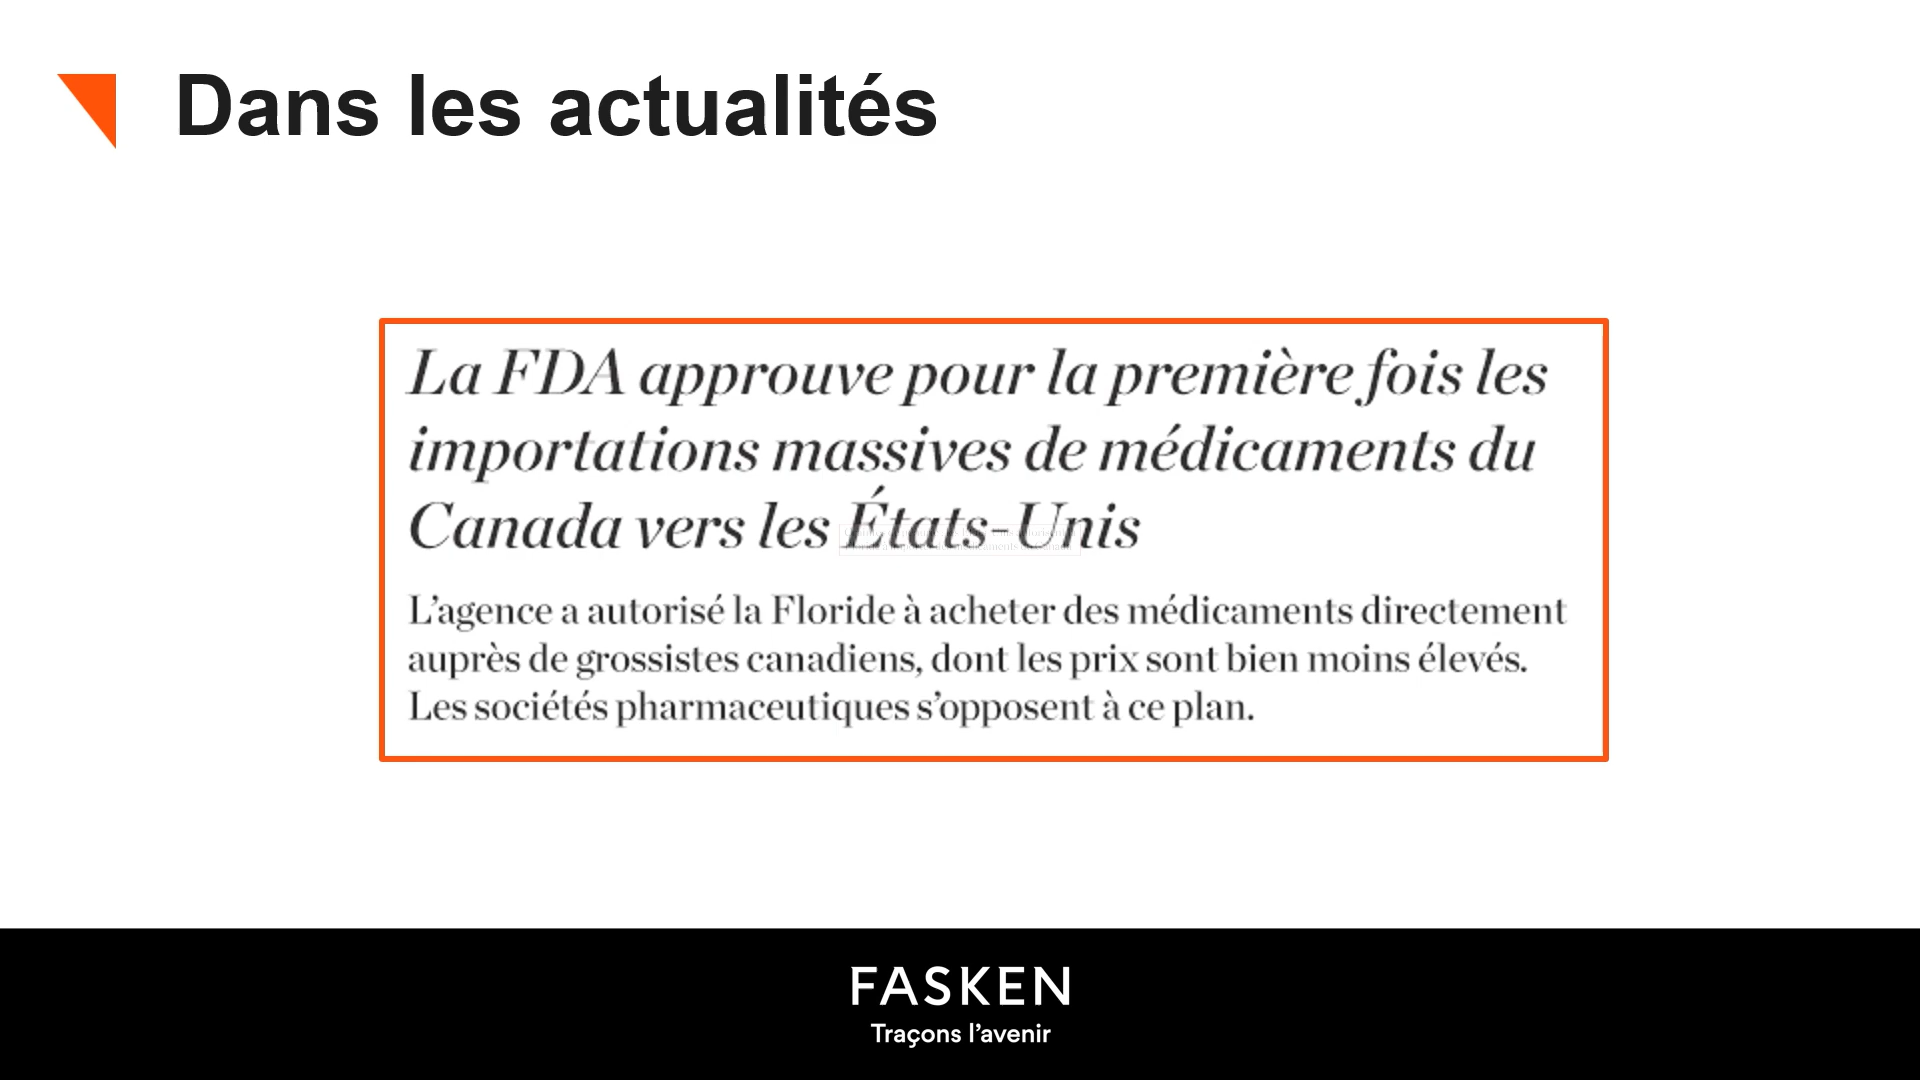 Dans les actualités
La FDA approuve pour la première fois les
importations massives de médicaments du
Canada vers les États-Unis
L’agence a autorisé la Floride à acheter des médicaments directement
auprès de grossistes canadiens, dont les prix sont bien moins élevés.
Les sociétés pharmaceutiques s’opposent à ce plan.
FASKEN
Traçons l’avenir